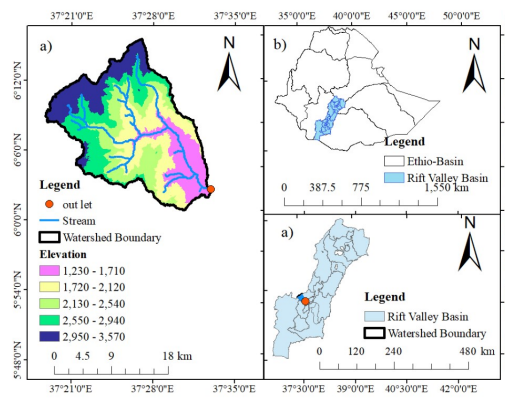 37°21'0"E 37°28'0"E 37°35'0"E
a)
N
6°12'0"N
6°6'0"N
6°0'0"N
5°54'0"N
5°48'0"N
Legend
out let
Stream
Watershed Boundary
Elevation
1,230 - 1,710
1,720 - 2,120
2,130 - 2,540
2,550 - 2,940
2,950 - 3,570
0 4.5 9 18 km
37°21'0"E 37°28'0"E 37°35'0"E
35°0'0"E 40°0'0"E 45°0'0"E 50°0'0"E
b)
N
Legend
Ethio-Basin
Rift Valley Basin
0 387.5 775 1,550 km
a)
N
Legend
Rift Valley Basin
Watershed Boundary
0 120 240 480 km
37°30'0"E 39°0'0"E 40°30'0"E 42°0'0"E